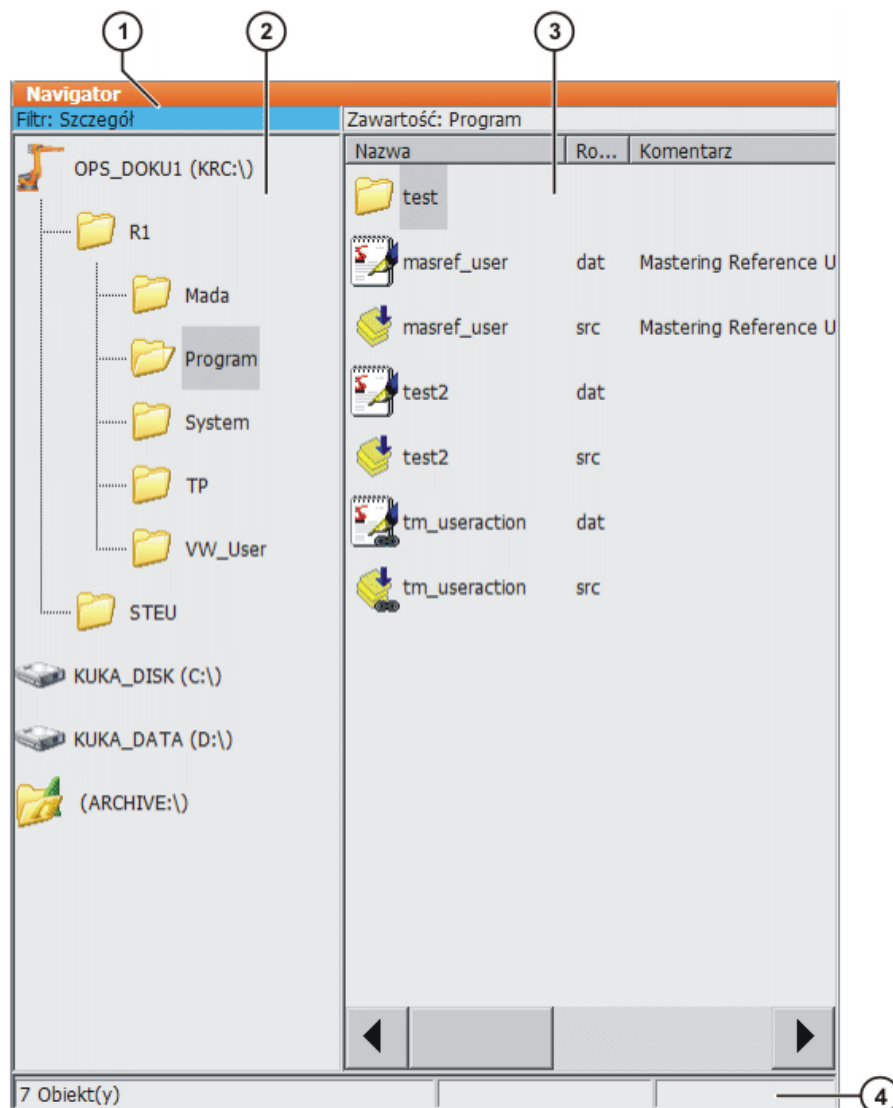 1 2 3
Navigator
Filtr: Szczegół Zawartość: Program
Nazwa Ro... Komentarz
OPS_DOKU1 (KRC:\)
R1
Mada
Program
System
TP
VW_User
STEU
KUKA_DISK (C:\)
KUKA_DATA (D:\)
(ARCHIVE:\)
test
masref_user dat Mastering Reference U
masref_user src Mastering Reference U
test2 dat
test2 src
tm_useraction dat
tm_useraction src
7 Obiekt(y)
4